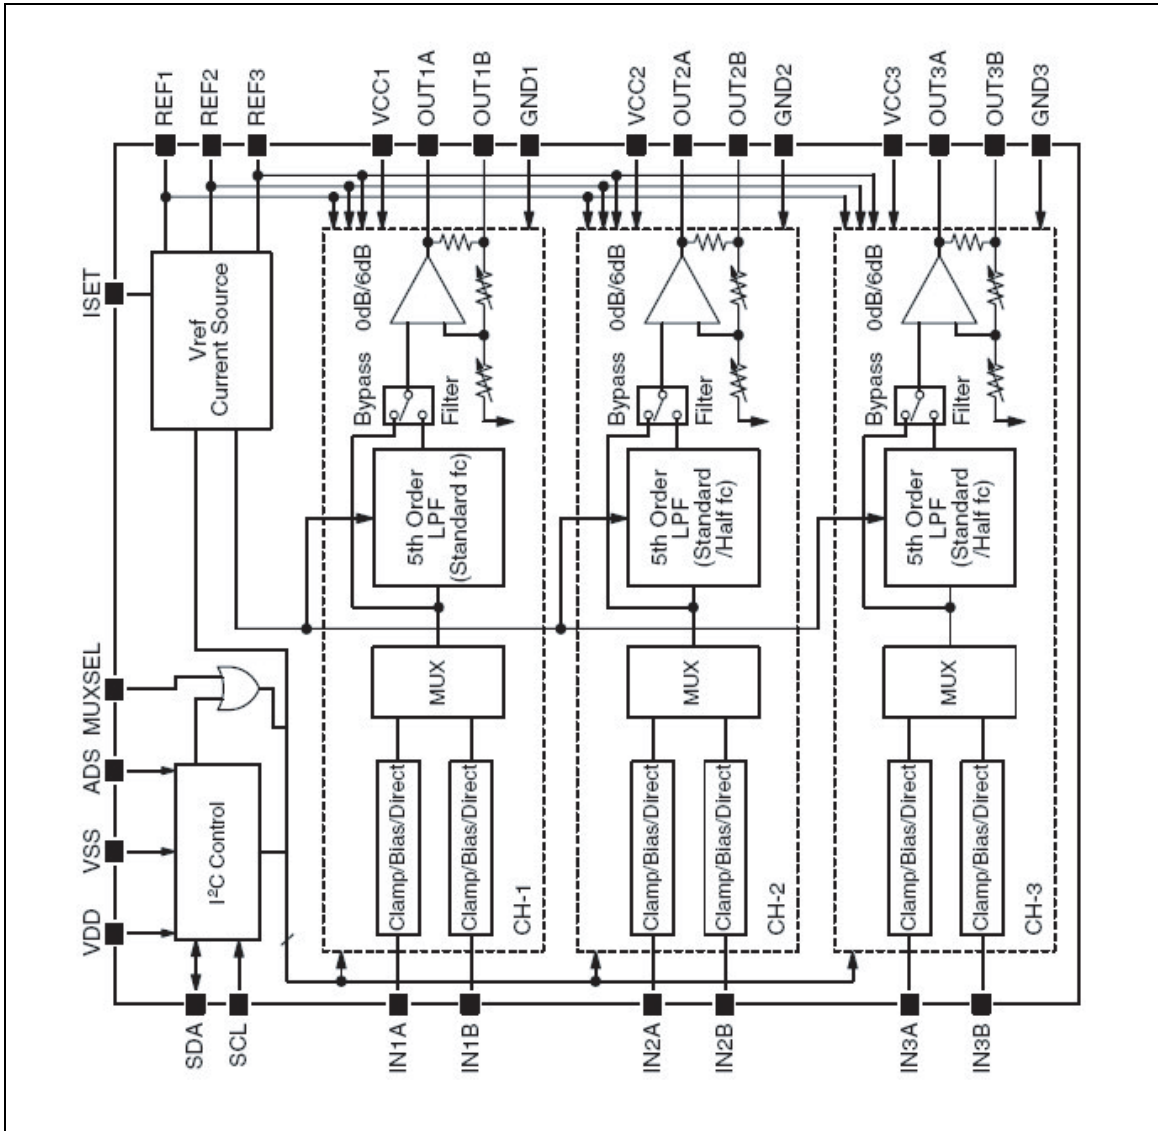 REF1
REF2
REF3
VCC1
OUT1A
OUT1B
GND1
VCC2
OUT2A
OUT2B
GND2
VCC3
OUT3A
OUT3B
GND3
ISET
MUXSEL
ADS
VSS
VDD
SDA
SCL
IN1A
IN1B
IN2A
IN2B
IN3A
IN3B
Vref
Current Source
I²C Control
0dB/6dB
Bypass
Filter
5th Order
LPF
(Standard fc)
MUX
Clamp/Bias/Direct
Clamp/Bias/Direct
CH-1
0dB/6dB
Bypass
Filter
5th Order
LPF
(Standard
/Half fc)
MUX
Clamp/Bias/Direct
Clamp/Bias/Direct
CH-2
0dB/6dB
Bypass
Filter
5th Order
LPF
(Standard
/Half fc)
MUX
Clamp/Bias/Direct
Clamp/Bias/Direct
CH-3